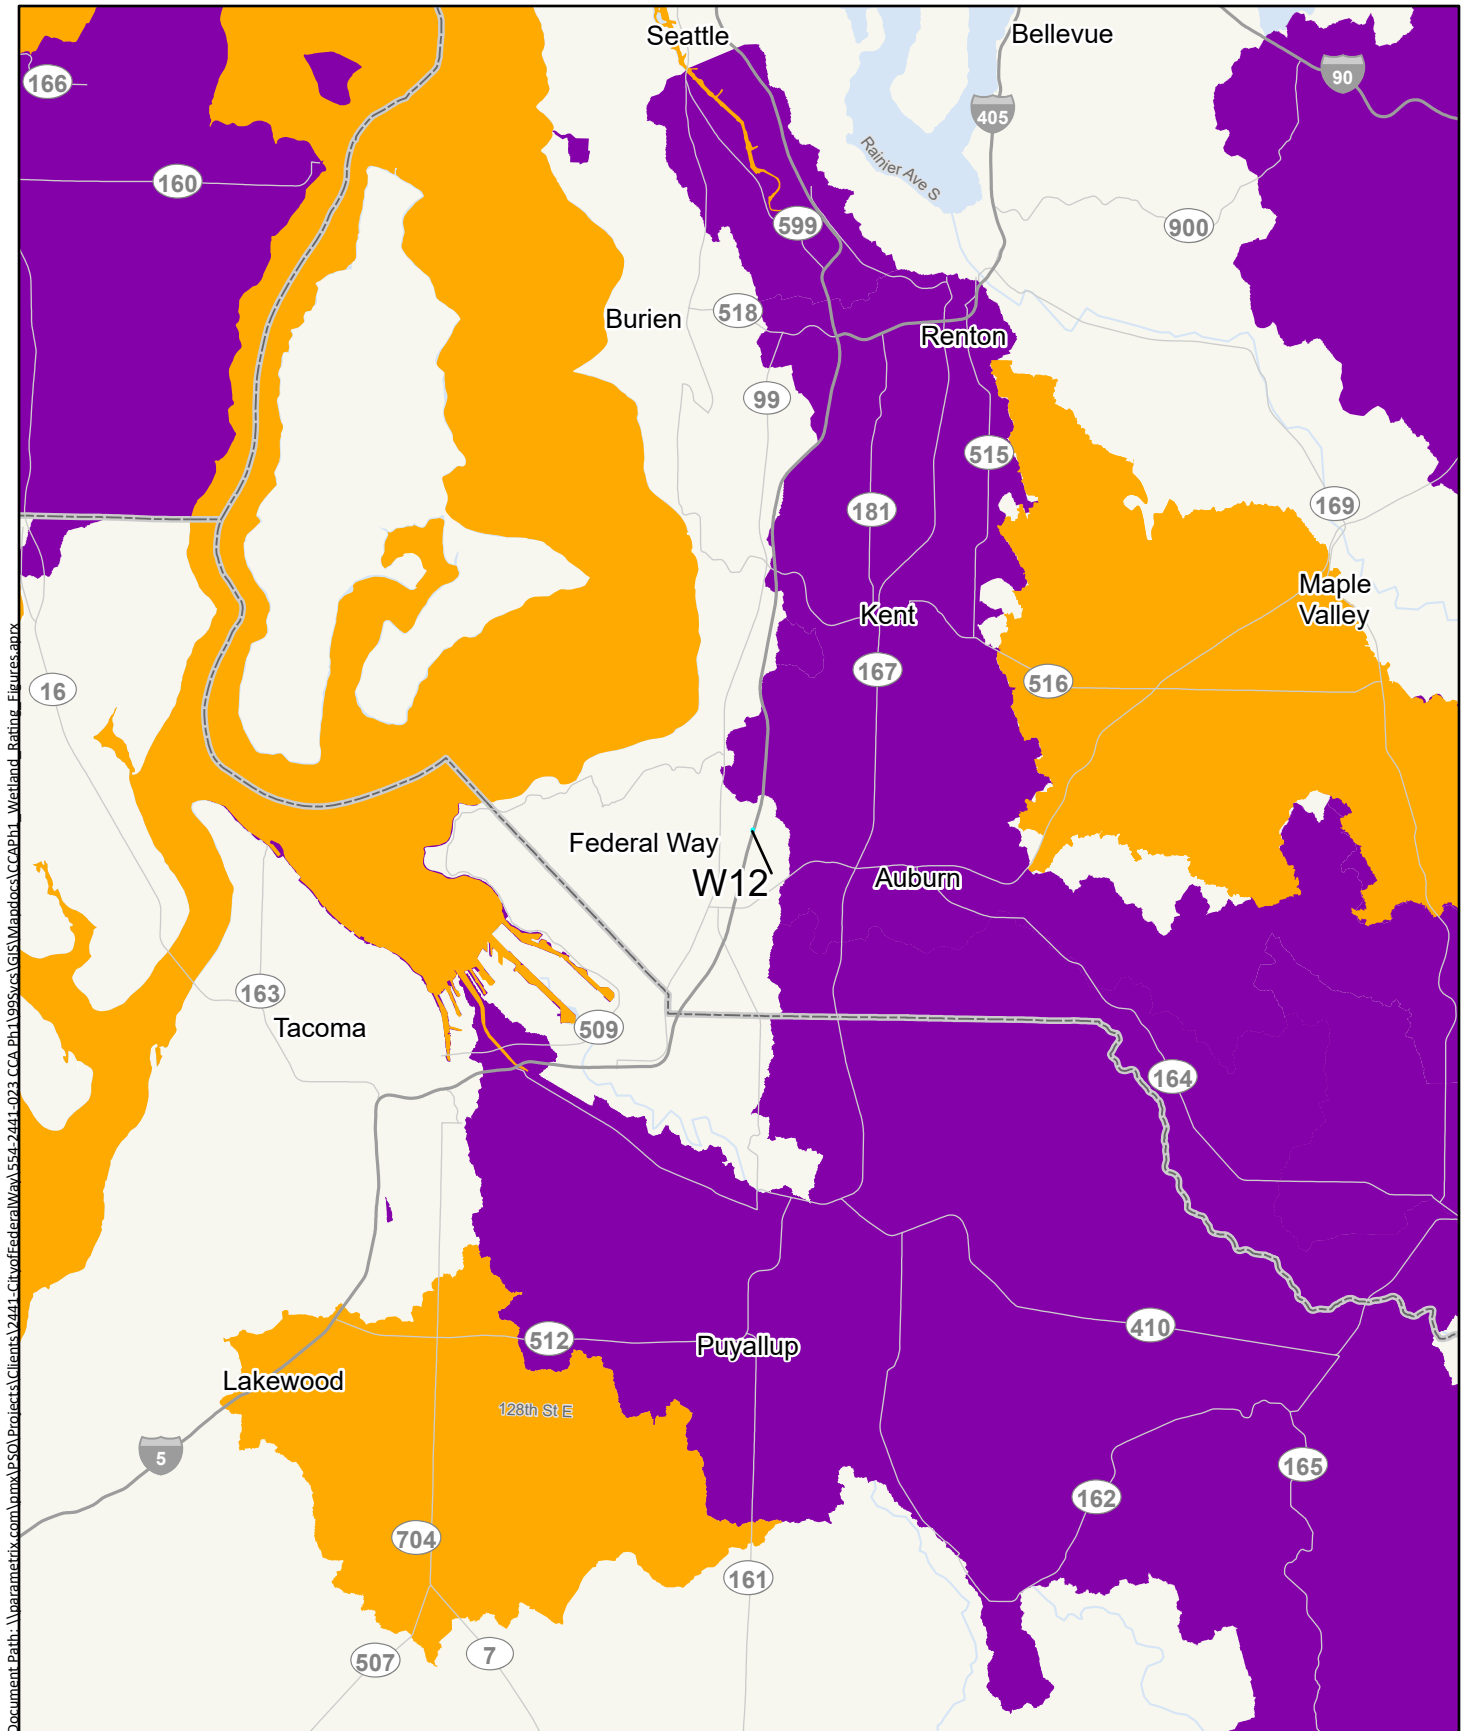 Seattle
Bellevue
166
90
405
Rainier Ave S
160
599
900
518
Burien
Renton
99
515
181
169
Maple
Valley
Kent
167
516
16
Federal Way
W12
Auburn
163
Tacoma
509
164
410
512
Puyallup
Lakewood
128th St E
5
165
162
704
161
507
7
Document Path: \\parametrix.com\pmx\PSO\Projects\Clients\2441-CityofFederalWay\554-2441-023 CCA Ph1\99Svcs\GIS\Mapdocs\CCAPh1_Wetland_Rating_Figures.aprx